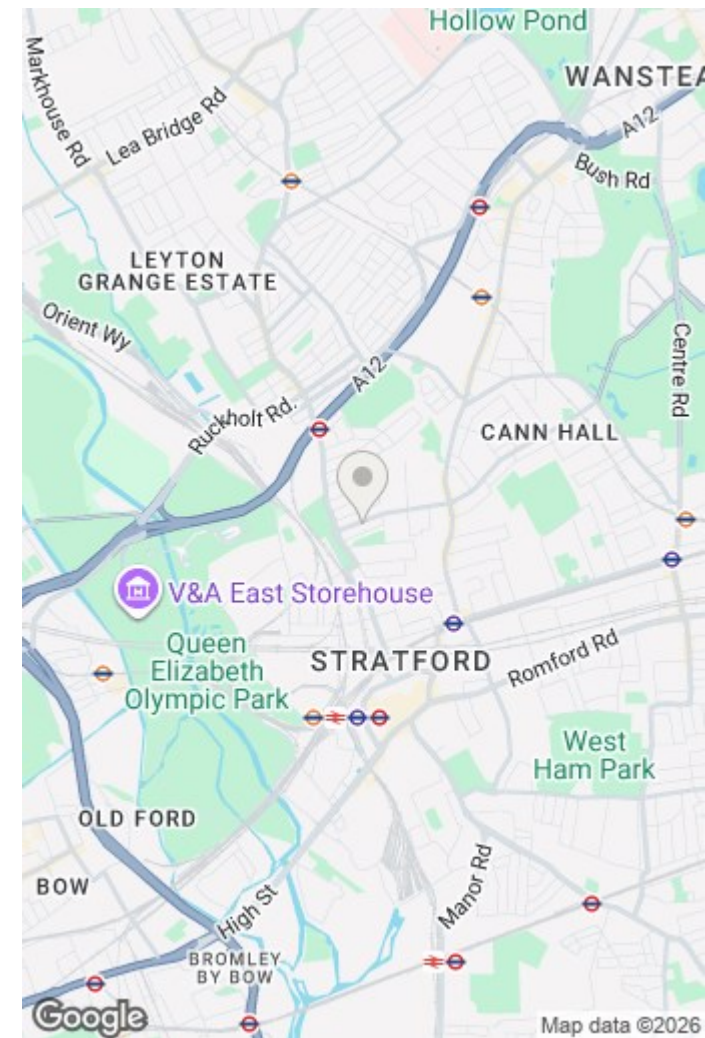 Hollow Pond
WANSTEA
Markhouse Rd
Lea Bridge Rd
A12
Bush Rd
LEYTON
GRANGE ESTATE
Orient Wy
Centre Rd
A12
Ruckholt Rd.
CANN HALL
V&A East Storehouse
Queen
Elizabeth
Olympic Park
STRATFORD
Romford Rd
West
Ham Park
OLD FORD
BOW
High St
Manor Rd
BROMLEY
BY BOW
Google
Map data ©2026